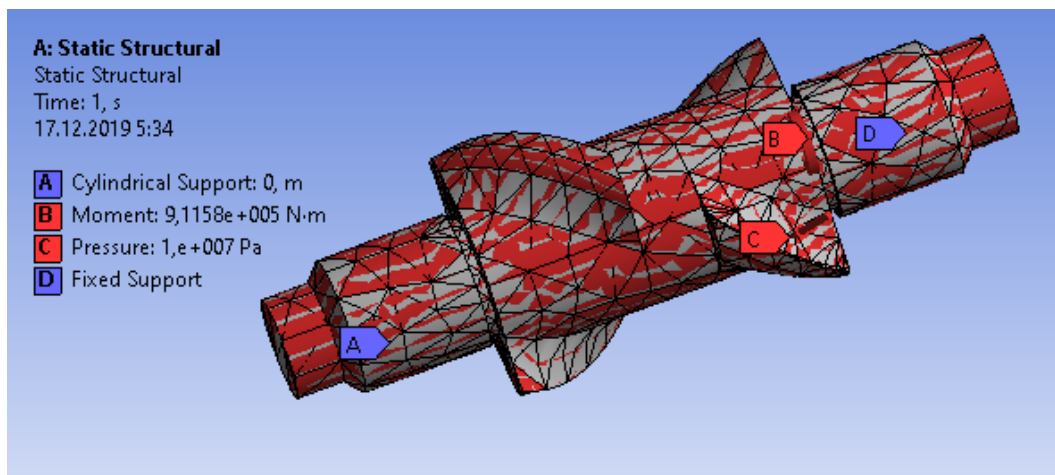 A: Static Structural
Static Structural
Time: 1, s
17.12.2019 5:34
A Cylindrical Support: 0, m
B Moment: 9,1158e+005 N·m
C Pressure: 1,e+007 Pa
D Fixed Support
B
D
C
A